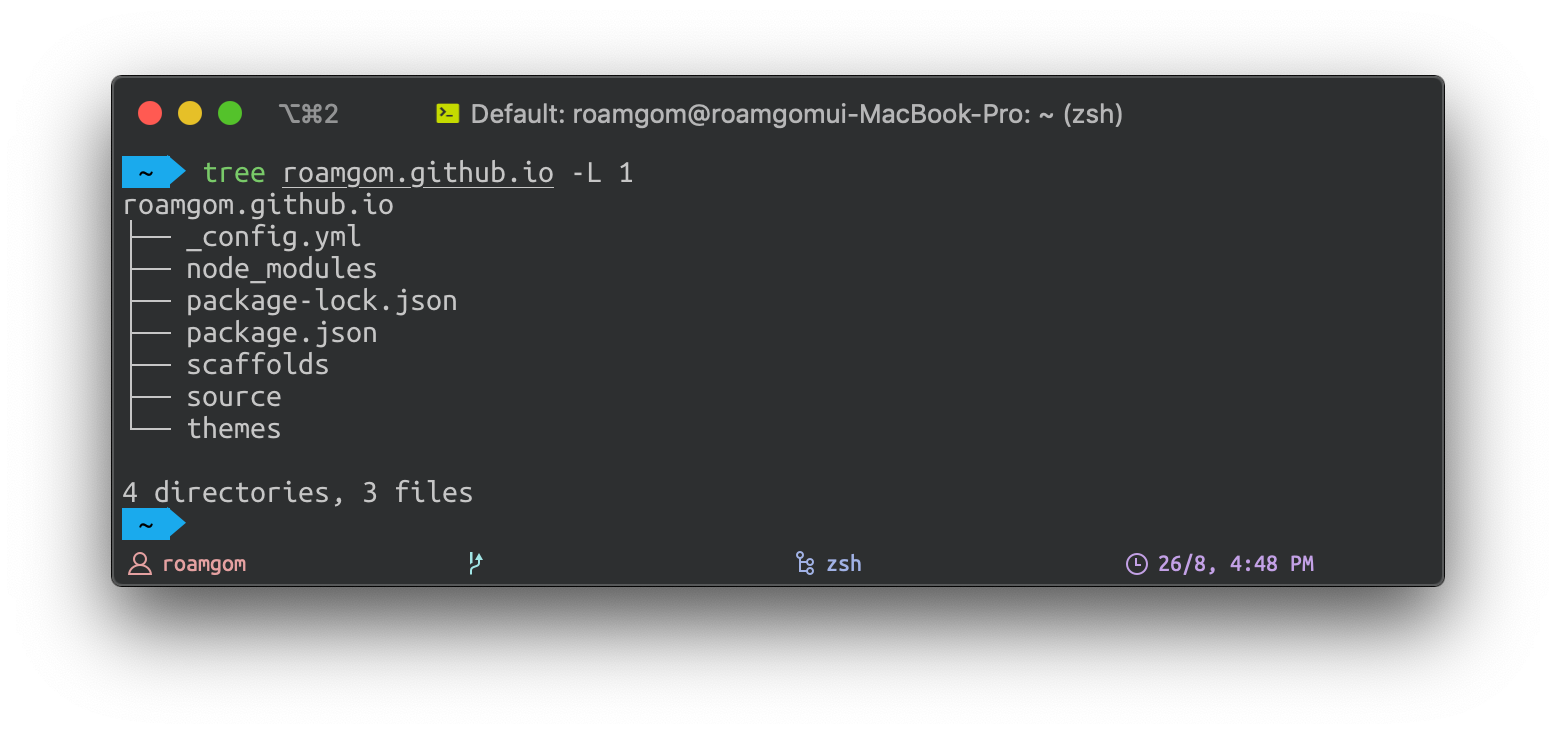 ⌥⌘2 Default: roamgom@roamgomui-MacBook-Pro: ~ (zsh)
~ tree roamgom.github.io -L 1
roamgom.github.io
├── _config.yml
├── node_modules
├── package-lock.json
├── package.json
├── scaffolds
├── source
└── themes
4 directories, 3 files
~
roamgom zsh 26/8, 4:48 PM